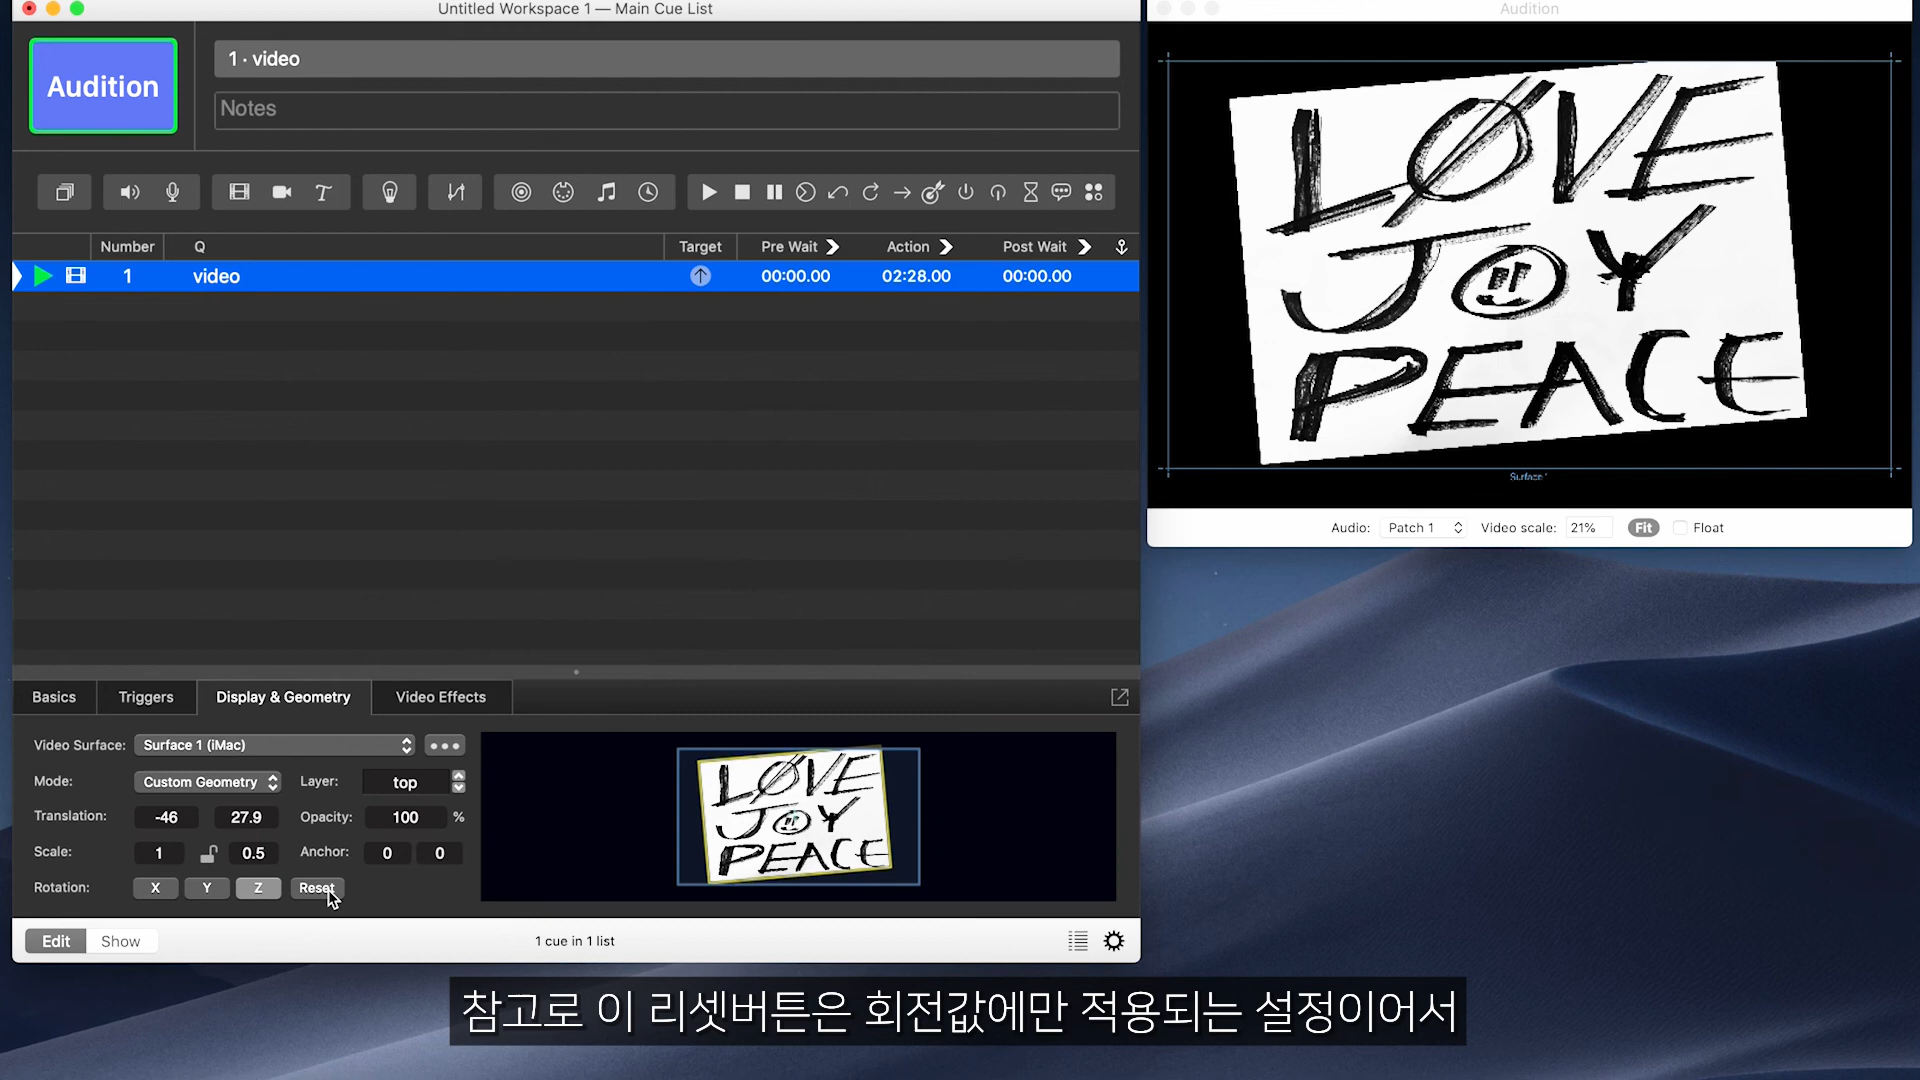 Untitled Workspace 1 — Main Cue List
Audition
1 · video
Notes
Number Q Target Pre Wait Action Post Wait
1 video 00:00.00 02:28.00 00:00.00
Basics Triggers Display & Geometry Video Effects
Video Surface: Surface 1 (iMac)
Mode: Custom Geometry Layer: top
Translation: -46 27.9 Opacity: 100 %
Scale: 1 0.5 Anchor: 0 0
Rotation: X Y Z Reset
LOVE
JOY
PEACE
Edit Show 1 cue in 1 list
Audition
LOVE
JOY
PEACE
Surface 1
Audio: Patch 1 Video scale: 21% Fit Float
참고로 이 리셋버튼은 회전값에만 적용되는 설정이어서